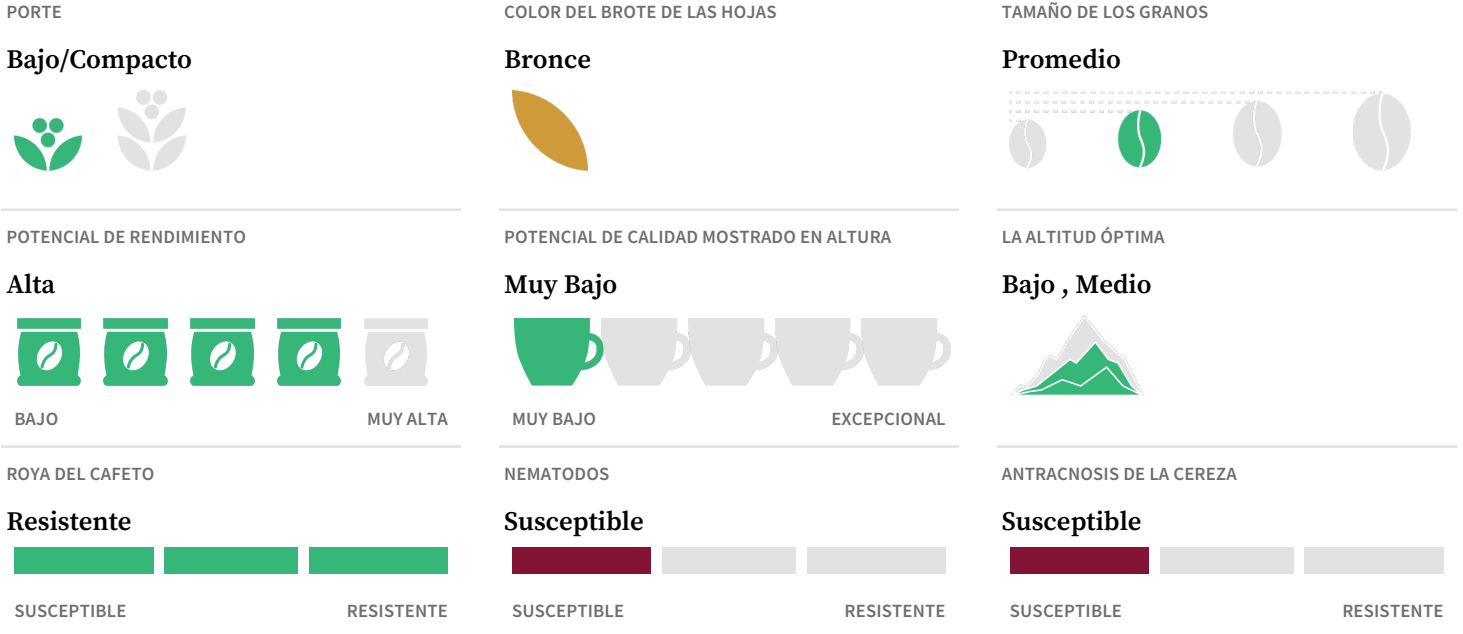 PORTE
Bajo/Compacto
COLOR DEL BROTE DE LAS HOJAS
Bronce
TAMAÑO DE LOS GRANOS
Promedio
POTENCIAL DE RENDIMIENTO
Alta
BAJO
MUY ALTA
POTENCIAL DE CALIDAD MOSTRADO EN ALTURA
Muy Bajo
MUY BAJO
EXCEPCIONAL
LA ALTITUD ÓPTIMA
Bajo , Medio
ROYA DEL CAFETO
Resistente
SUSCEPTIBLE
RESISTENTE
NEMATODOS
Susceptible
SUSCEPTIBLE
RESISTENTE
ANTRACNOSIS DE LA CEREZA
Susceptible
SUSCEPTIBLE
RESISTENTE